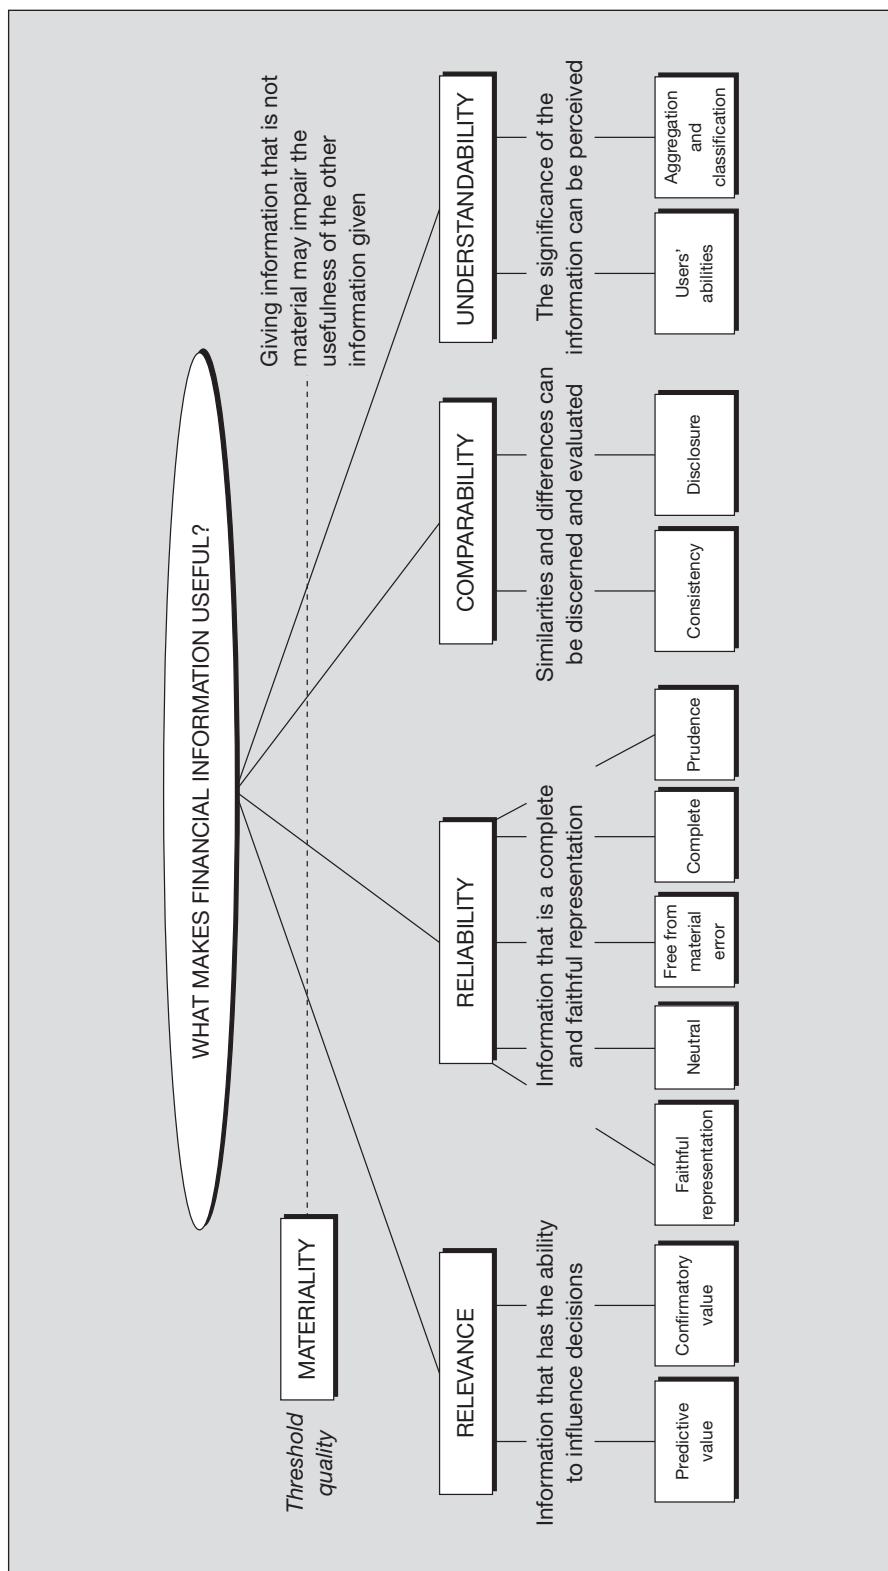 WHAT MAKES FINANCIAL INFORMATION USEFUL?
Threshold
quality
MATERIALITY
Giving information that is not
material may impair the
usefulness of the other
information given
RELEVANCE
Information that has the ability
to influence decisions
Predictive
value
Confirmatory
value
RELIABILITY
Information that is a complete
and faithful representation
Faithful
representation
Neutral
Free from
material
error
Complete
Prudence
COMPARABILITY
Similarities and differences can
be discerned and evaluated
Consistency
Disclosure
UNDERSTANDABILITY
The significance of the
information can be perceived
Users'
abilities
Aggregation
and
classification